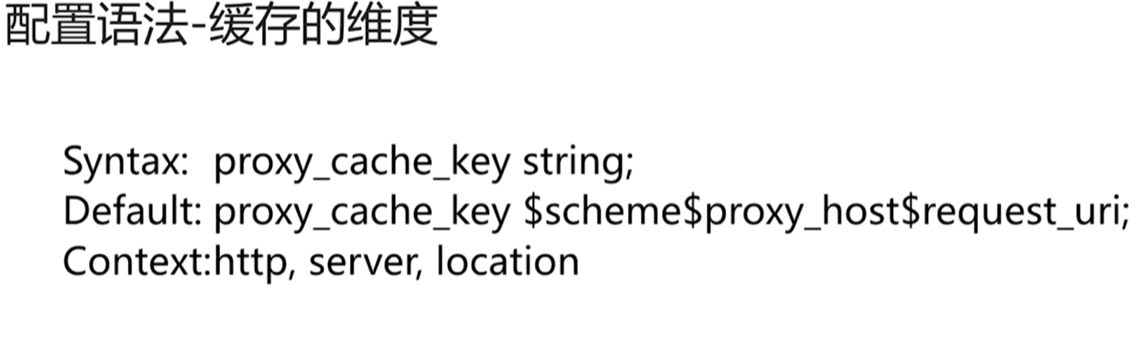 配置语法-缓存的维度
Syntax: proxy_cache_key string;
Default: proxy_cache_key $scheme$proxy_host$request_uri;
Context:http, server, location